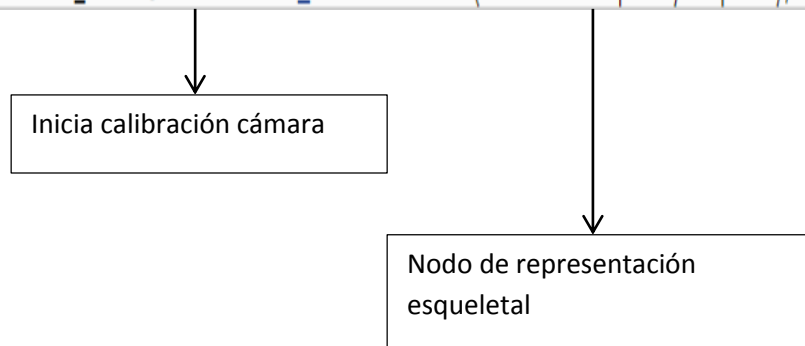 Inicia calibración cámara
Nodo de representación
esqueletal